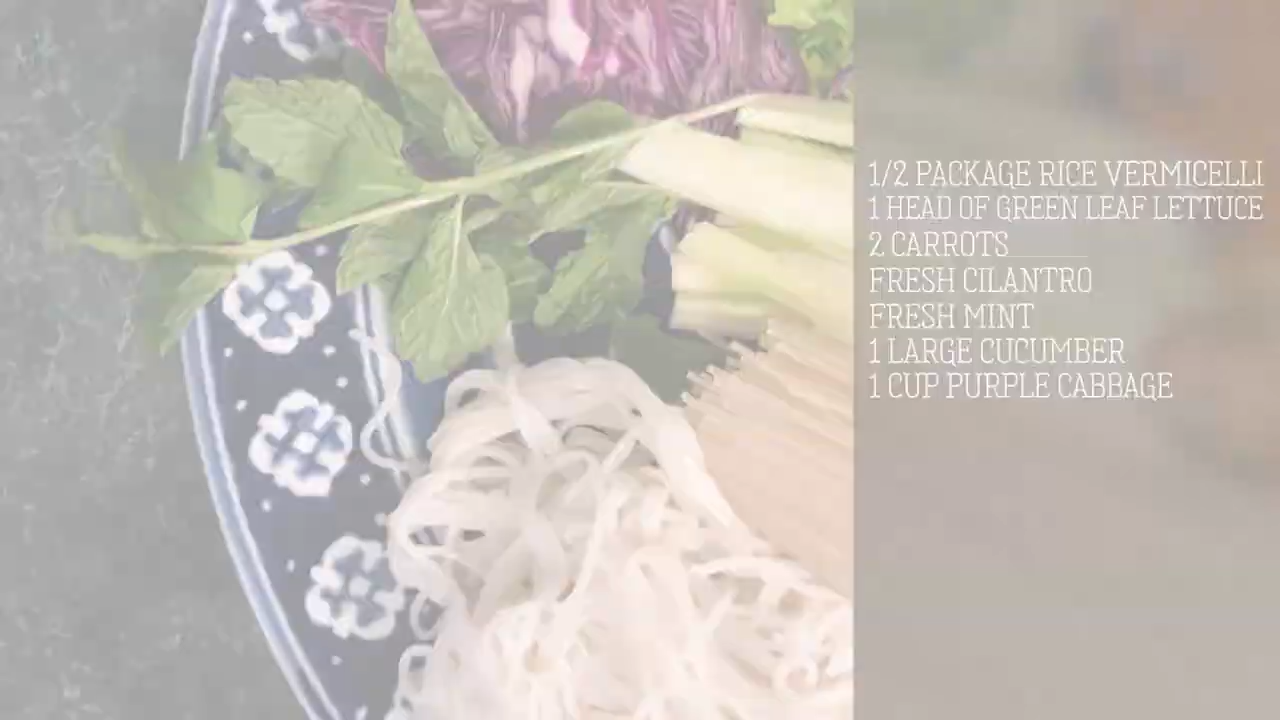 1/2 PACKAGE RICE VERMICELLI
1 HEAD OF GREEN LEAF LETTUCE
2 CARROTS
FRESH CILANTRO
FRESH MINT
1 LARGE CUCUMBER
1 CUP PURPLE CABBAGE